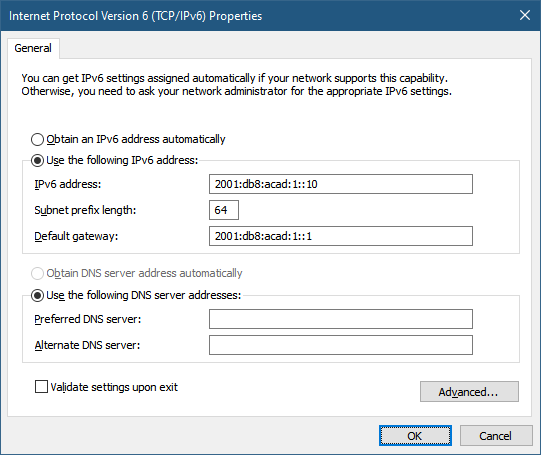 Internet Protocol Version 6 (TCP/IPv6) Properties
General
You can get IPv6 settings assigned automatically if your network supports this capability.
Otherwise, you need to ask your network administrator for the appropriate IPv6 settings.
Obtain an IPv6 address automatically
Use the following IPv6 address:
IPv6 address: 2001:db8:acad:1::10
Subnet prefix length: 64
Default gateway: 2001:db8:acad:1::1
Obtain DNS server address automatically
Use the following DNS server addresses:
Preferred DNS server:
Alternate DNS server:
Validate settings upon exit
Advanced...
OK Cancel